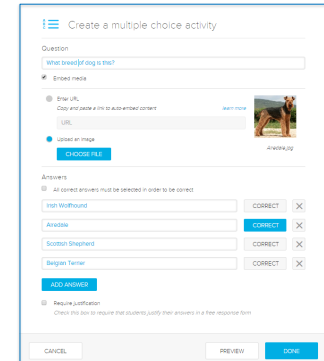 Create a multiple choice activity
Question
What breed of dog is this?
Embed media
Enter URL
Copy and paste a link to auto-embed content
learn more
URL
Upload an image
CHOOSE FILE
Airedale.jpg
Answers
All correct answers must be selected in order to be correct
Irish Wolfhound
CORRECT
Airedale
CORRECT
Scottish Shepherd
CORRECT
Belgian Terrier
CORRECT
ADD ANSWER
Require justification
Check this box to require that students justify their answers in a free response form
CANCEL
PREVIEW
DONE